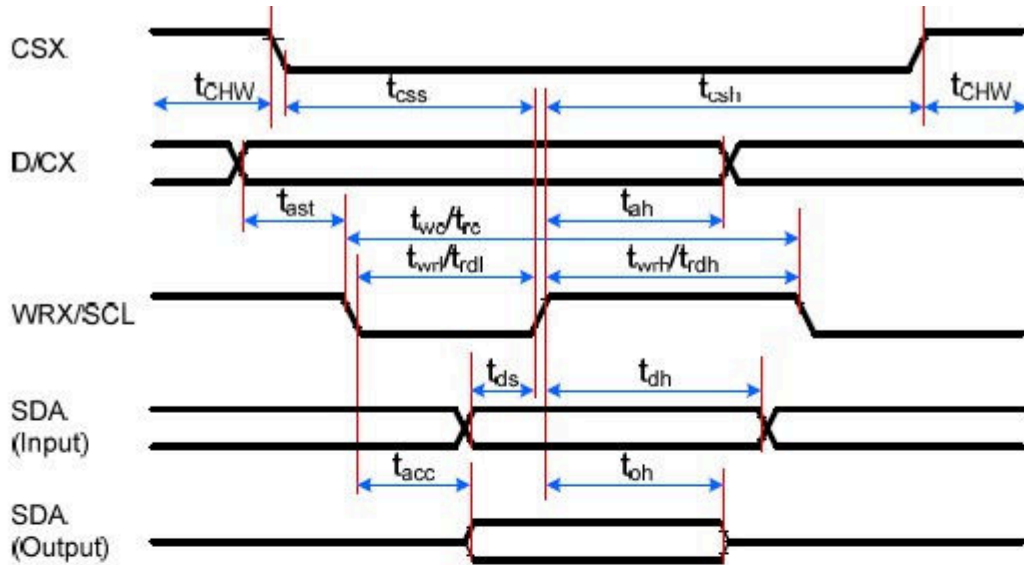 CSX
tCHW
tcss
tcsh
tCHW
D/CX
tast
tah
twc/trc
twrl/trdl
twrh/trdh
WRX/SCL
tds
tdh
SDA
(Input)
tacc
toh
SDA
(Output)